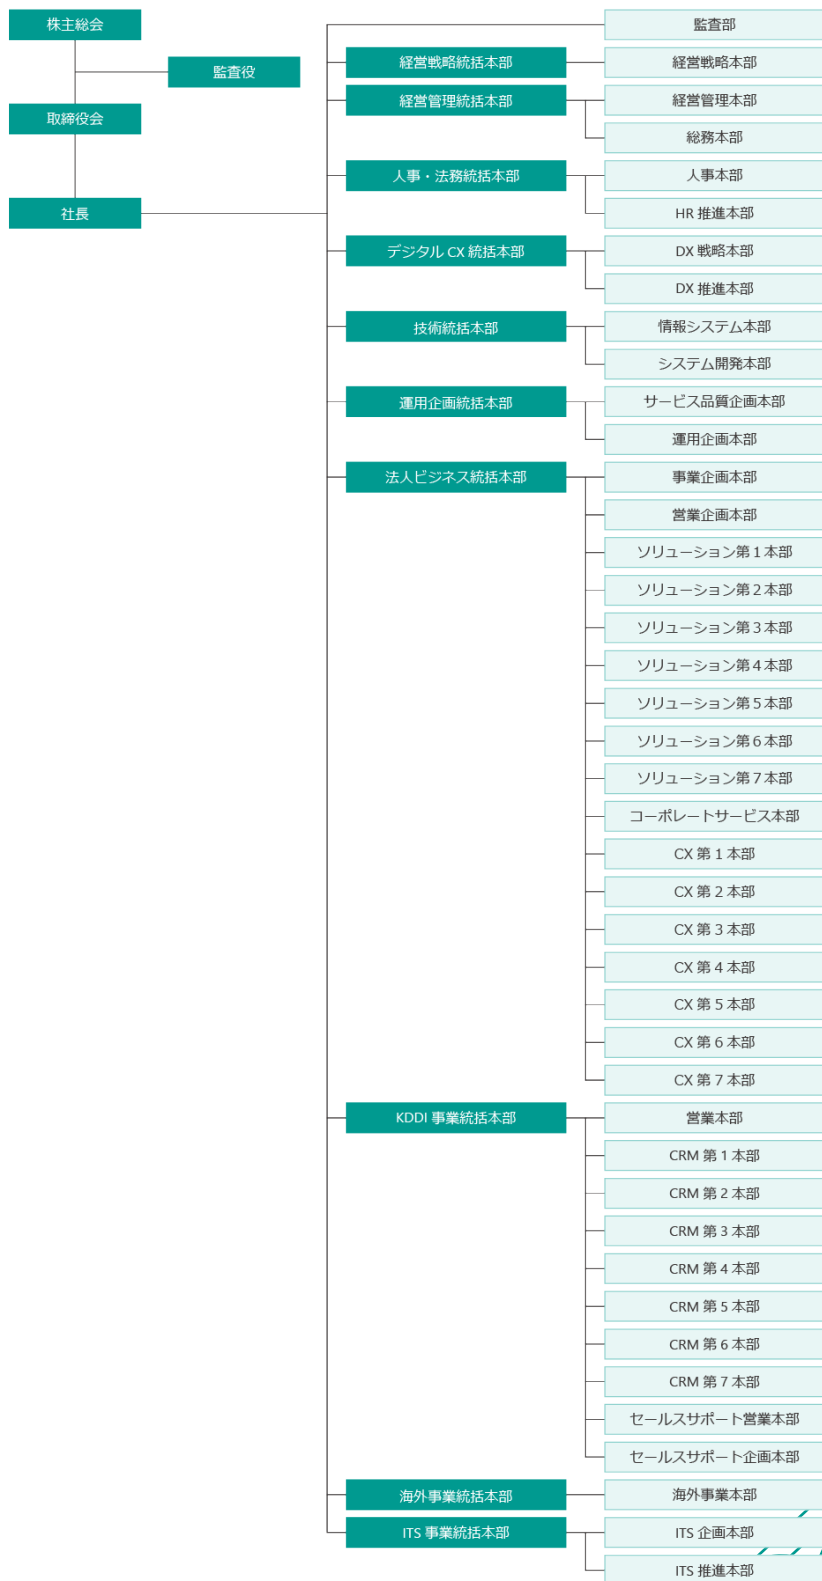 株主総会
監査役
取締役会
社長
監査部
経営戦略統括本部
経営戦略本部
経営管理統括本部
経営管理本部
総務本部
人事・法務統括本部
人事本部
HR 推進本部
デジタル CX 統括本部
DX 戦略本部
DX 推進本部
技術統括本部
情報システム本部
システム開発本部
運用企画統括本部
サービス品質企画本部
運用企画本部
法人ビジネス統括本部
事業企画本部
営業企画本部
ソリューション第1本部
ソリューション第2本部
ソリューション第3本部
ソリューション第4本部
ソリューション第5本部
ソリューション第6本部
ソリューション第7本部
コーポレートサービス本部
CX 第 1 本部
CX 第 2 本部
CX 第 3 本部
CX 第 4 本部
CX 第 5 本部
CX 第 6 本部
CX 第 7 本部
KDDI 事業統括本部
営業本部
CRM 第 1 本部
CRM 第 2 本部
CRM 第 3 本部
CRM 第 4 本部
CRM 第 5 本部
CRM 第 6 本部
CRM 第 7 本部
セールスサポート営業本部
セールスサポート企画本部
海外事業統括本部
海外事業本部
ITS 事業統括本部
ITS 企画本部
ITS 推進本部